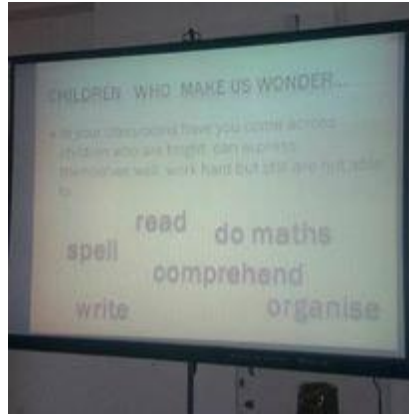 CHILDREN WHO MAKE US WONDER...
• In your classrooms have you come across
children who are bright, can express
themselves well, work hard but still are not able
to
read
do maths
spell
comprehend
write
organise